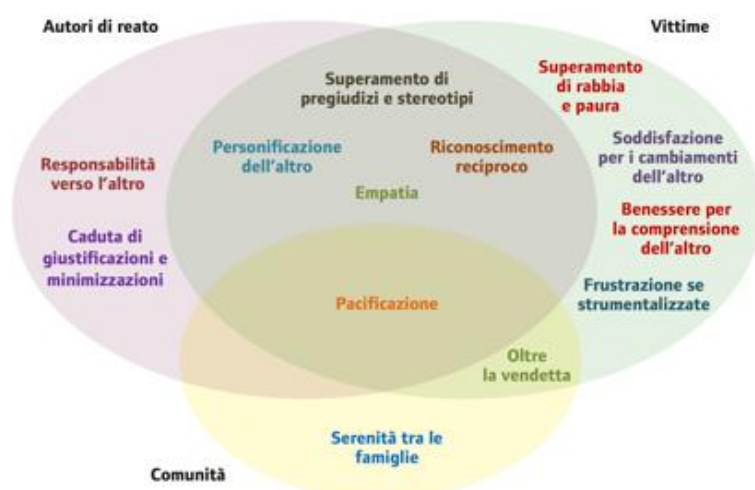 Autori di reato
Vittime
Superamento di
pregiudizi e stereotipi
Superamento
di rabbia
e paura
Personificazione
dell'altro
Riconoscimento
reciproco
Soddisfazione
per i cambiamenti
dell'altro
Responsabilità
verso l'altro
Empatia
Benessere per
la comprensione
dell'altro
Caduta di
giustificazioni e
minimizzazioni
Frustrazione se
strumentalizzate
Pacificazione
Oltre
la vendetta
Serenità tra le
famiglie
Comunità